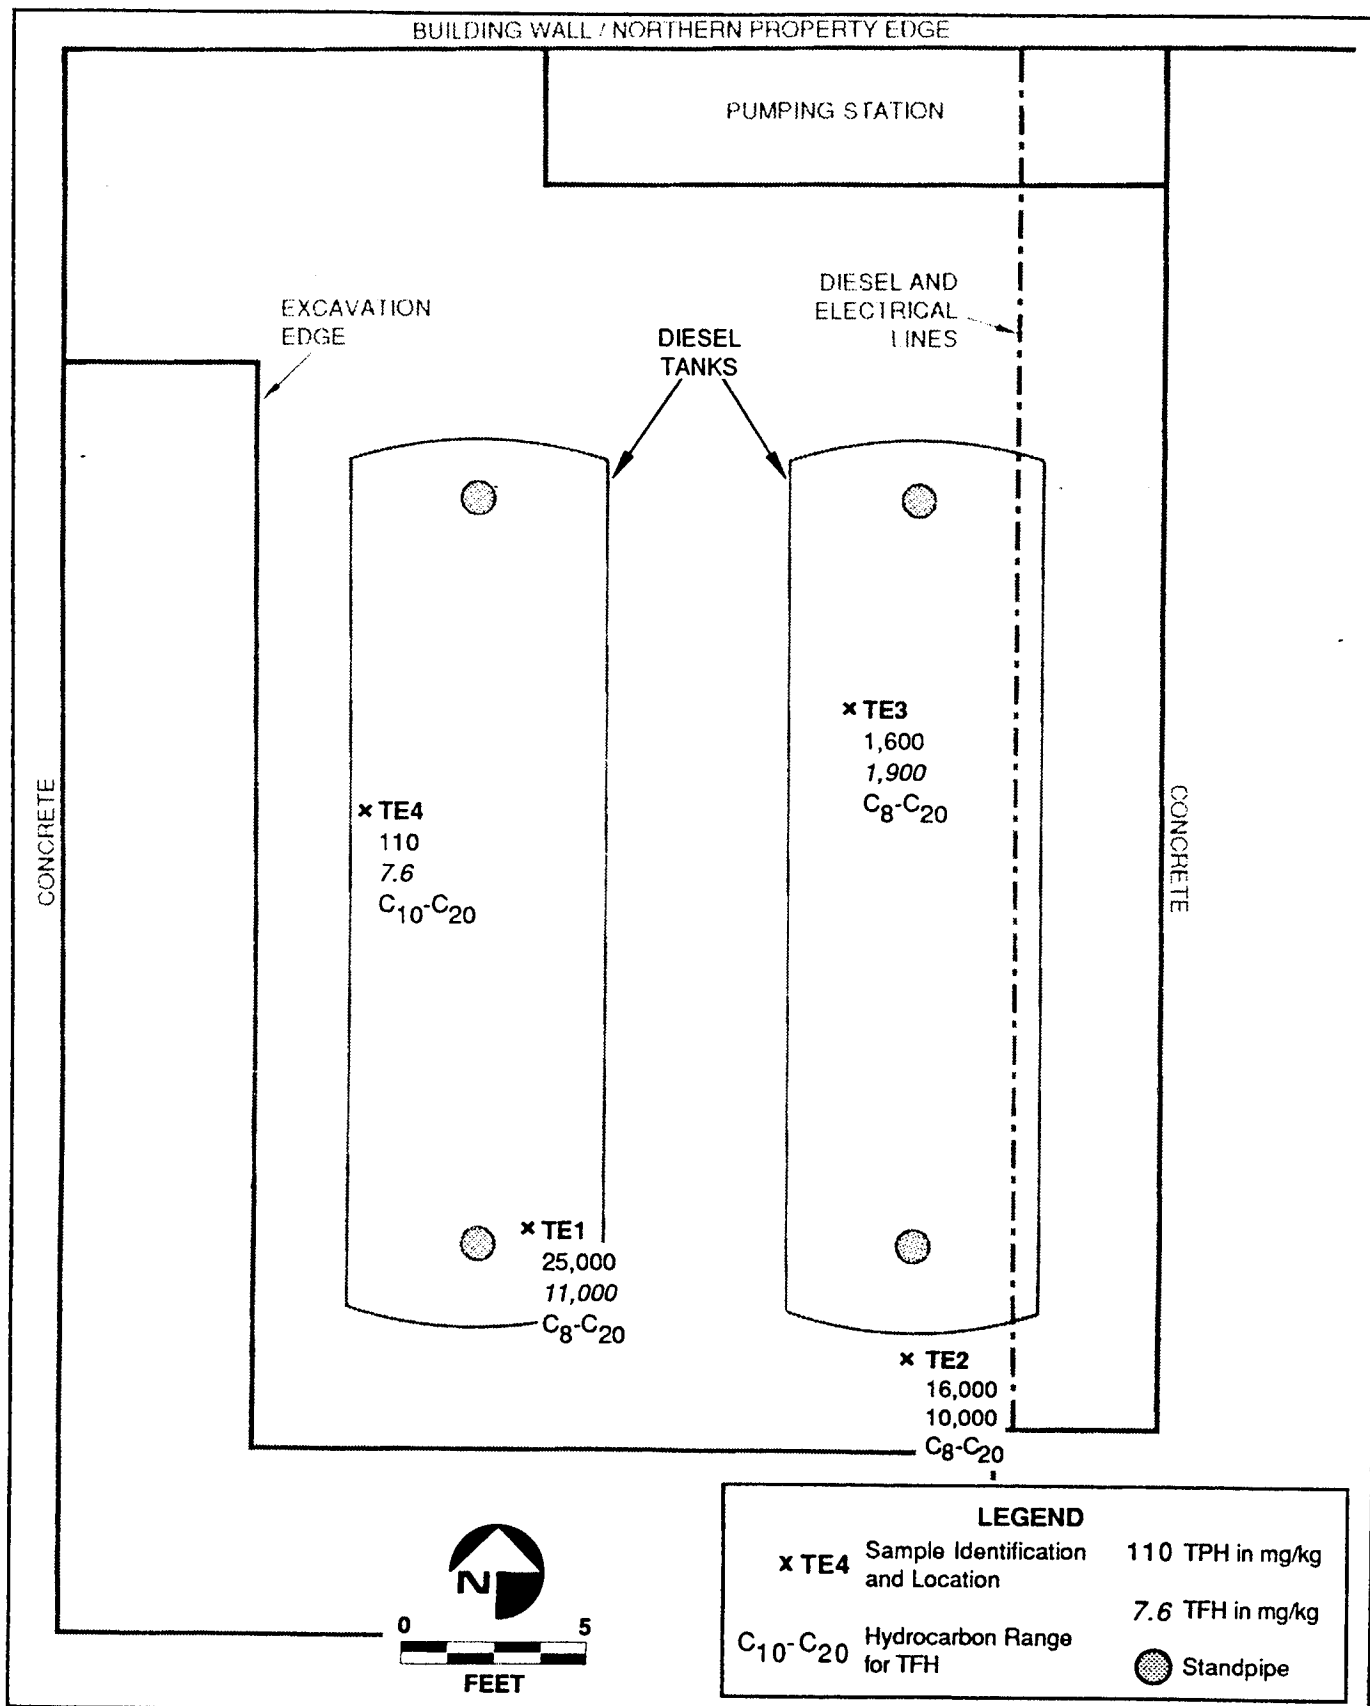 BUILDING WALL / NORTHERN PROPERTY EDGE
PUMPING STATION
EXCAVATION
EDGE
DIESEL AND
ELECTRICAL
LINES
DIESEL
TANKS
CONCRETE
CONCRETE
x TE3
1,600
1,900
C8-C20
x TE4
110
7.6
C10-C20
x TE1
25,000
11,000
C8-C20
x TE2
16,000
10,000
C8-C20
N
0 5
FEET
LEGEND
x TE4 Sample Identification
and Location
110 TPH in mg/kg
7.6 TFH in mg/kg
C10-C20 Hydrocarbon Range
for TFH
Standpipe